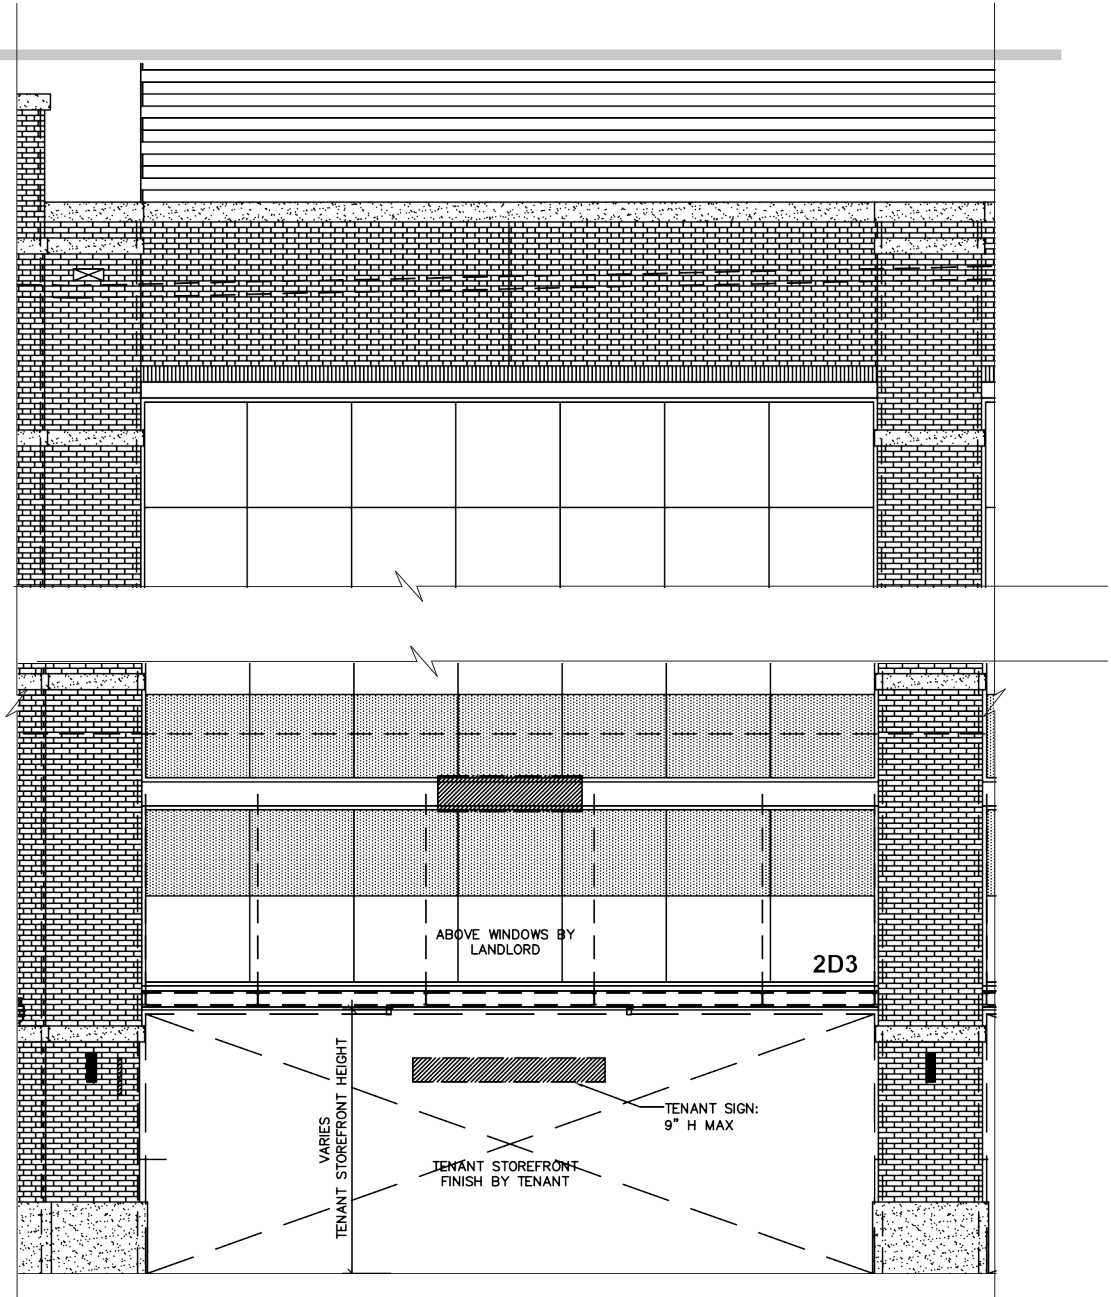 ABOVE WINDOWS BY
LANDLORD
2D3
VARIES
TENANT STOREFRONT HEIGHT
TENANT SIGN:
9" H MAX
TENANT STOREFRONT
FINISH BY TENANT